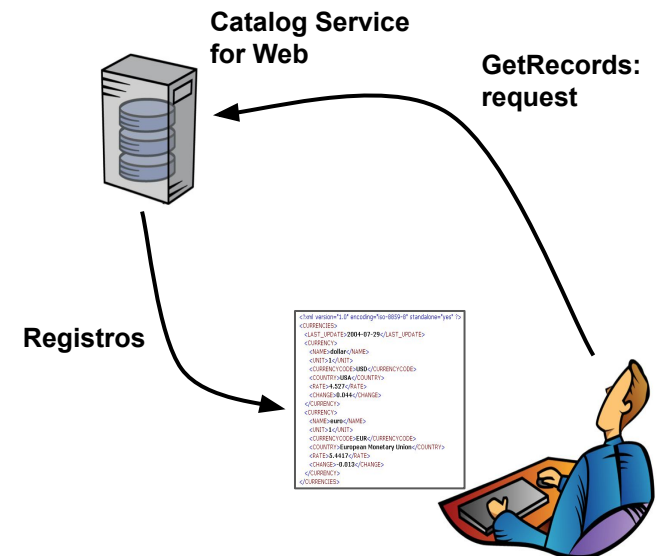 Catalog Service
for Web
GetRecords:
request
Registros
<?xml version="1.0" encoding="iso-8859-8" standalone="yes" ?>
<CURRENCIES>
<LAST_UPDATE>2004-07-29</LAST_UPDATE>
<CURRENCY>
<NAME>dollar</NAME>
<UNIT>1</UNIT>
<CURRENCYCODE>USD</CURRENCYCODE>
<COUNTRY>USA</COUNTRY>
<RATE>4.527</RATE>
<CHANGE>0.044</CHANGE>
</CURRENCY>
<CURRENCY>
<NAME>euro</NAME>
<UNIT>1</UNIT>
<CURRENCYCODE>EUR</CURRENCYCODE>
<COUNTRY>European Monetary Union</COUNTRY>
<RATE>5.4417</RATE>
<CHANGE>-0.013</CHANGE>
</CURRENCY>
</CURRENCIES>